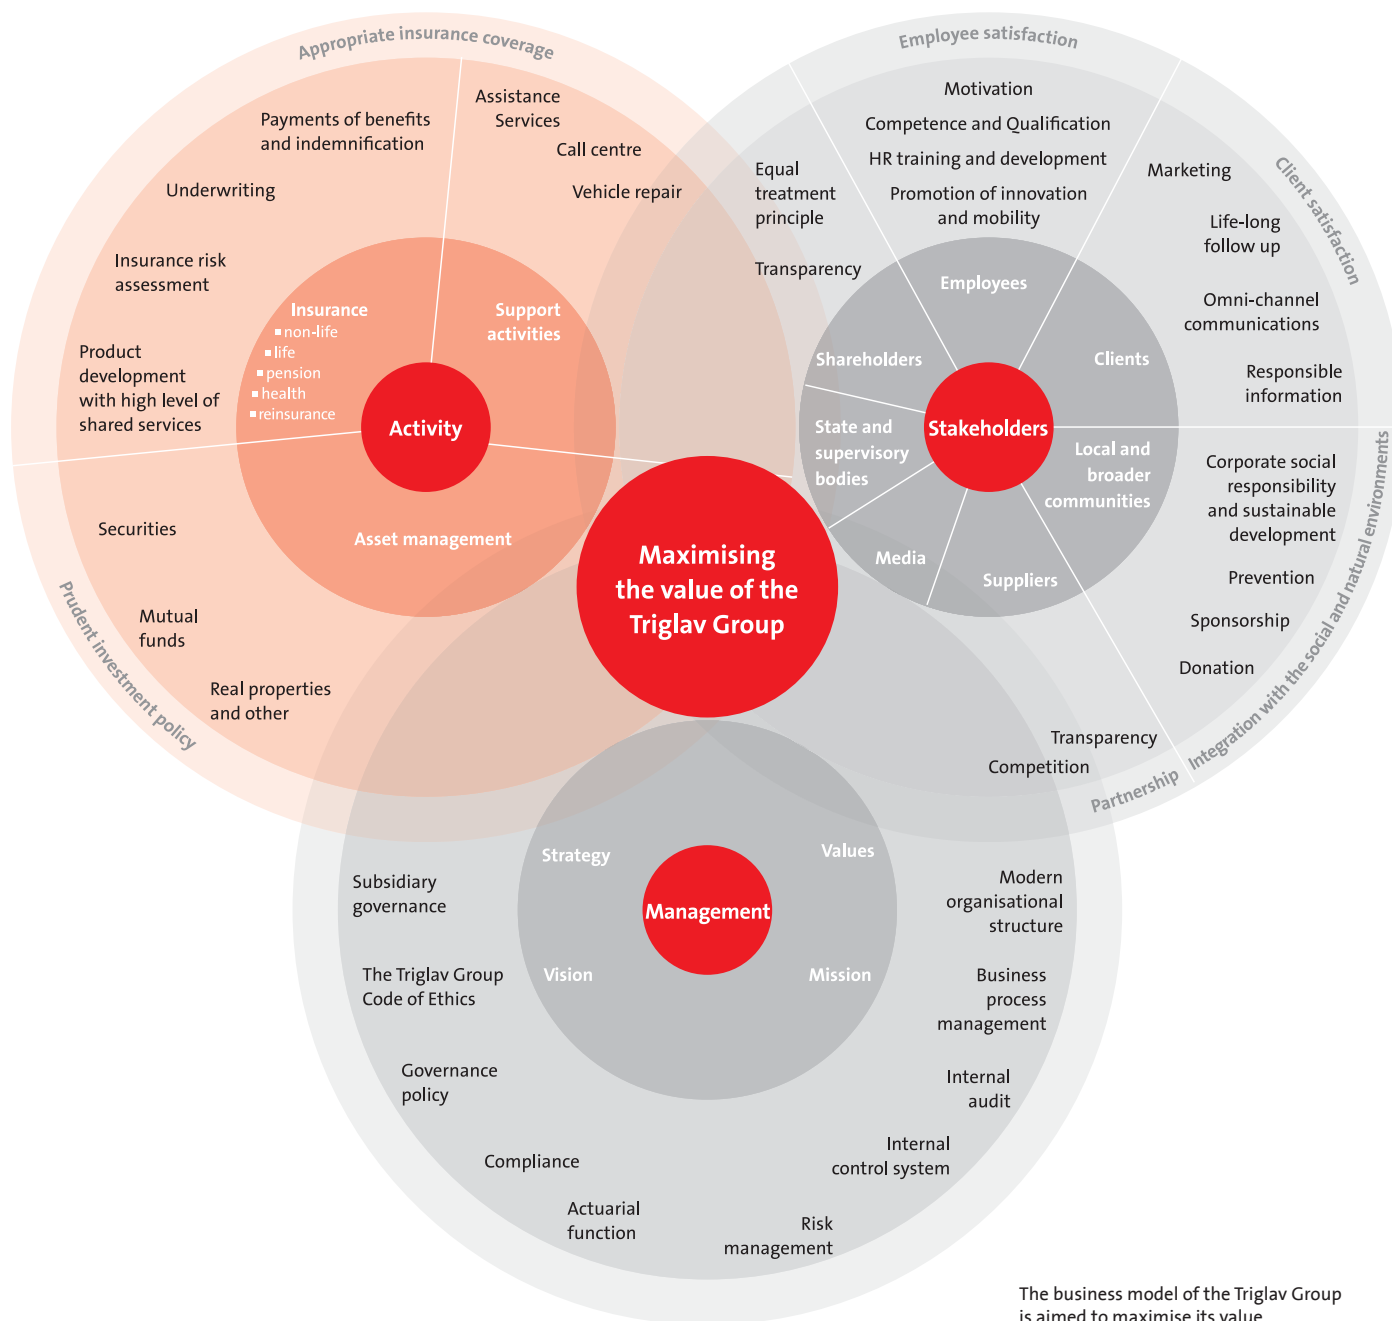 Appropriate insurance coverage
Payments of benefits
and indemnification
Underwriting
Insurance risk
assessment
Product
development
with high level of
shared services
Assistance
Services
Call centre
Vehicle repair
Insurance
non-life
life
pension
health
reinsurance
Support
activities
Activity
Asset management
Securities
Mutual
funds
Real properties
and other
Prudent investment policy
Employee satisfaction
Motivation
Competence and Qualification
HR training and development
Promotion of innovation
and mobility
Equal
treatment
principle
Transparency
Client satisfaction
Marketing
Life-long
follow up
Omni-channel
communications
Responsible
information
Employees
Shareholders
Clients
Stakeholders
State and
supervisory
bodies
Local and
broader
communities
Media
Suppliers
Corporate social
responsibility
and sustainable
development
Prevention
Sponsorship
Donation
Integration with the social and natural environments
Transparency
Competition
Partnership
Maximising
the value of the
Triglav Group
Strategy
Values
Management
Vision
Mission
Subsidiary
governance
The Triglav Group
Code of Ethics
Governance
policy
Compliance
Actuarial
function
Risk
management
Internal
control system
Internal
audit
Business
process
management
Modern
organisational
structure
The business model of the Triglav Group
is aimed to maximise its value